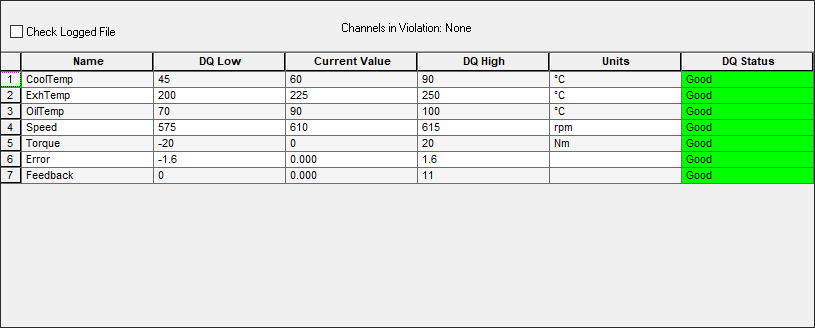 Check Logged File
Channels in Violation: None
Name DQ Low Current Value DQ High Units DQ Status
1 CoolTemp 45 60 90 °C Good
2 ExhTemp 200 225 250 °C Good
3 OilTemp 70 90 100 °C Good
4 Speed 575 610 615 rpm Good
5 Torque -20 0 20 Nm Good
6 Error -1.6 0.000 1.6 Good
7 Feedback 0 0.000 11 Good